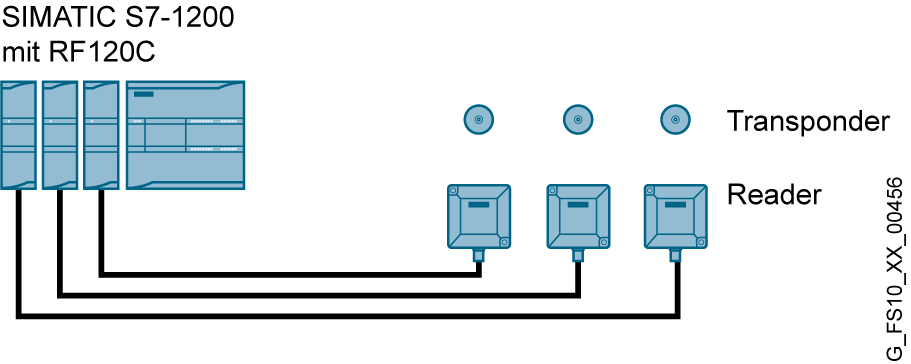 SIMATIC S7-1200
mit RF120C
Transponder
Reader
G_FS10_XX_00456